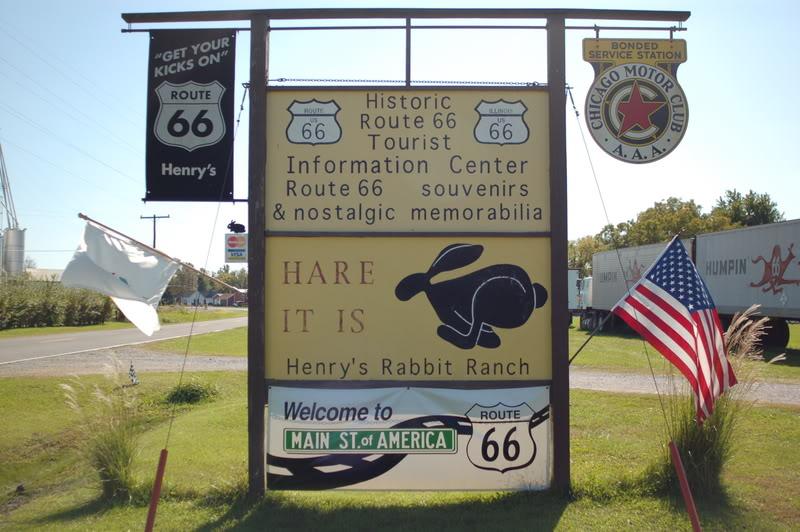 "GET YOUR
KICKS ON"
ROUTE
66
Henry's
BONDED
SERVICE STATION
CHICAGO MOTOR CLUB
A.A.A.
ROUTE
US
66
ILLINOIS
US
66
Historic
Route 66
Tourist
Information Center
Route 66 souvenirs
& nostalgic memorabilia
VISA
HARE
IT IS
Henry's Rabbit Ranch
HUMPIN
Welcome to
MAIN ST. of AMERICA
ROUTE
66